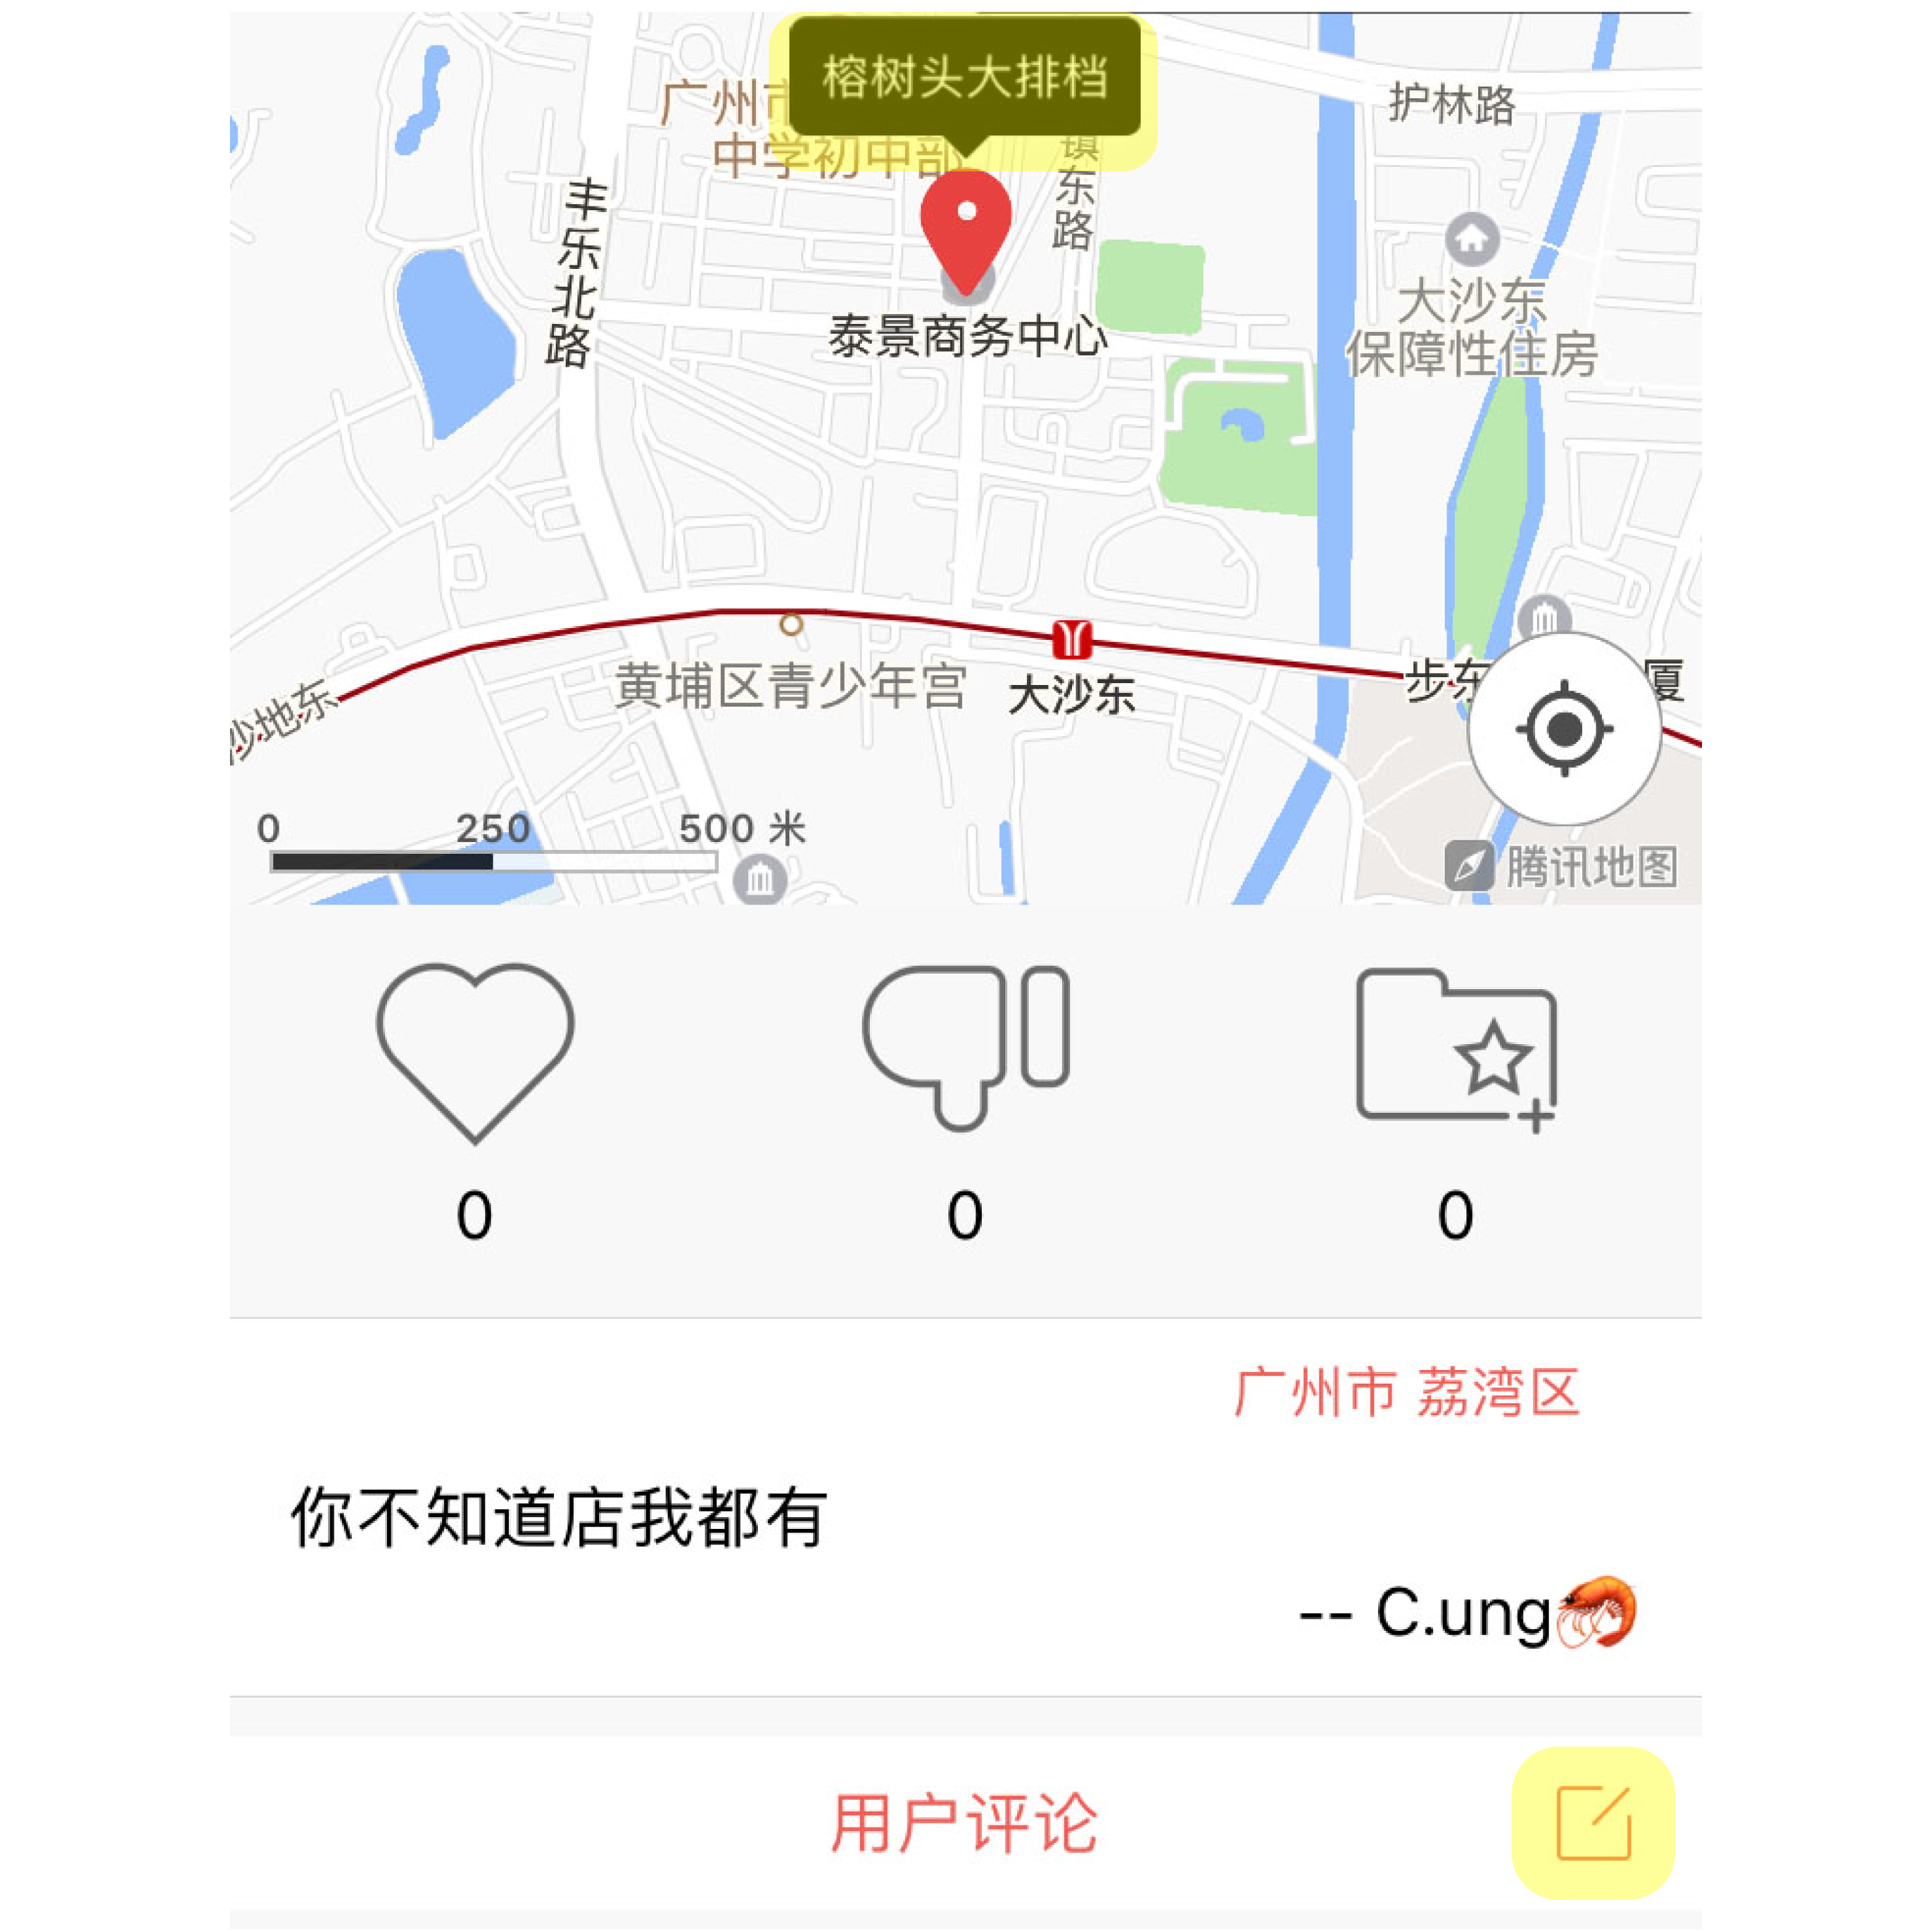 榕树头大排档
广州市
中学初中部
护林路
镇东路
丰乐北路
大沙东
保障性住房
泰景商务中心
黄埔区青少年宫
大沙东
步东
厦
沙地东
0 250 500 米
腾讯地图
0 0 0
广州市 荔湾区
你不知道店我都有
-- C.ung🦐
用户评论